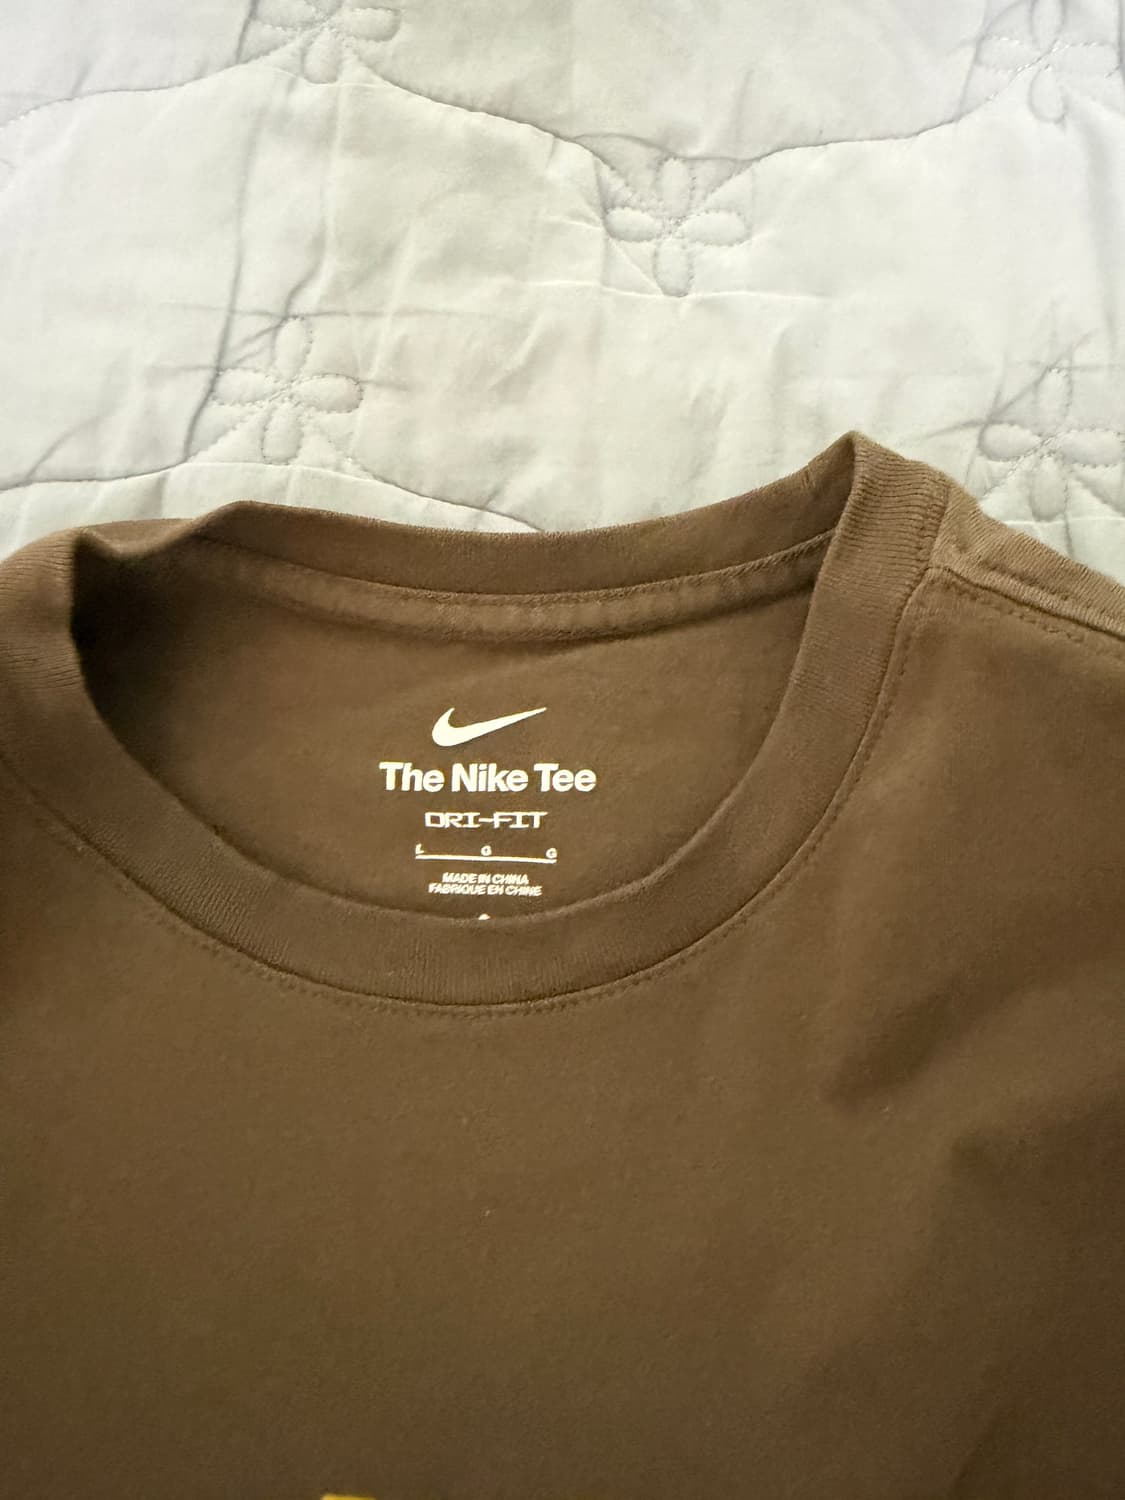 The Nike Tee
DRI-FIT
L G G
MADE IN CHINA
FABRIQUE EN CHINE